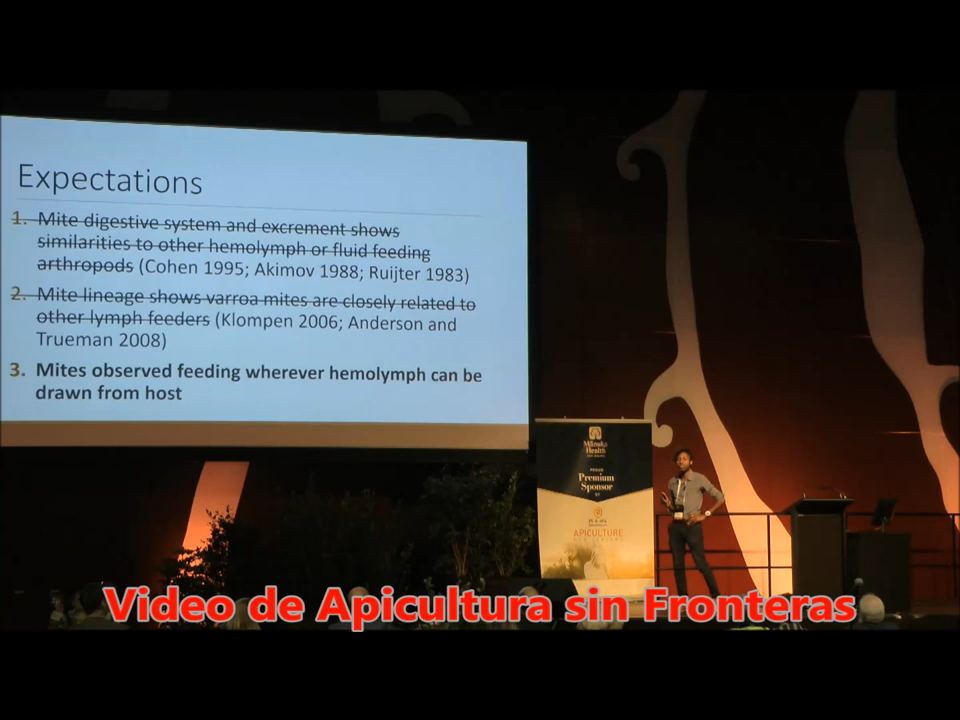 Expectations
1. Mite digestive system and excrement shows
similarities to other hemolymph or fluid feeding
arthropods (Cohen 1995; Akimov 1988; Ruijter 1983)
2. Mite lineage shows varroa mites are closely related to
other lymph feeders (Klompen 2006; Anderson and
Trueman 2008)
3. Mites observed feeding wherever hemolymph can be
drawn from host
Mānuka
Health
PROUD
Premium
Sponsor
APICULTURE
Video de Apicultura sin Fronteras